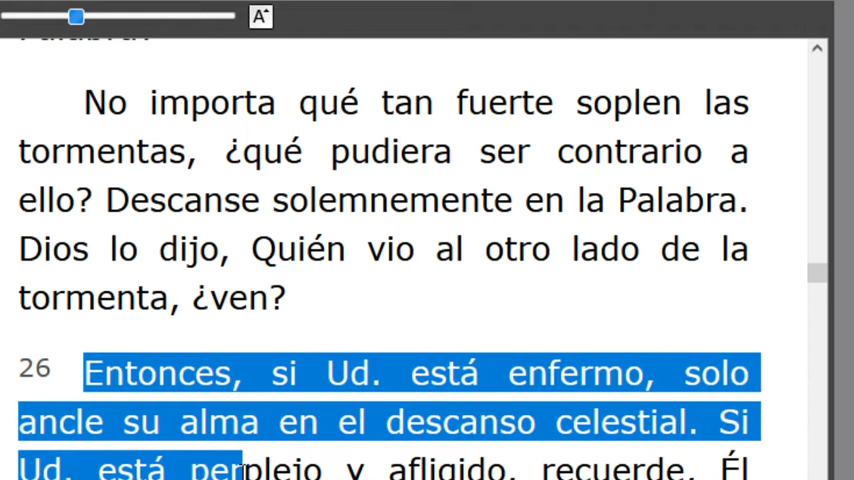 A
No importa qué tan fuerte soplen las
tormentas, ¿qué pudiera ser contrario a
ello? Descanse solemnemente en la Palabra.
Dios lo dijo, Quién vio al otro lado de la
tormenta, ¿ven?
26 Entonces, si Ud. está enfermo, solo
ancle su alma en el descanso celestial. Si
Ud. está perplejo y afligido, recuerde, Él